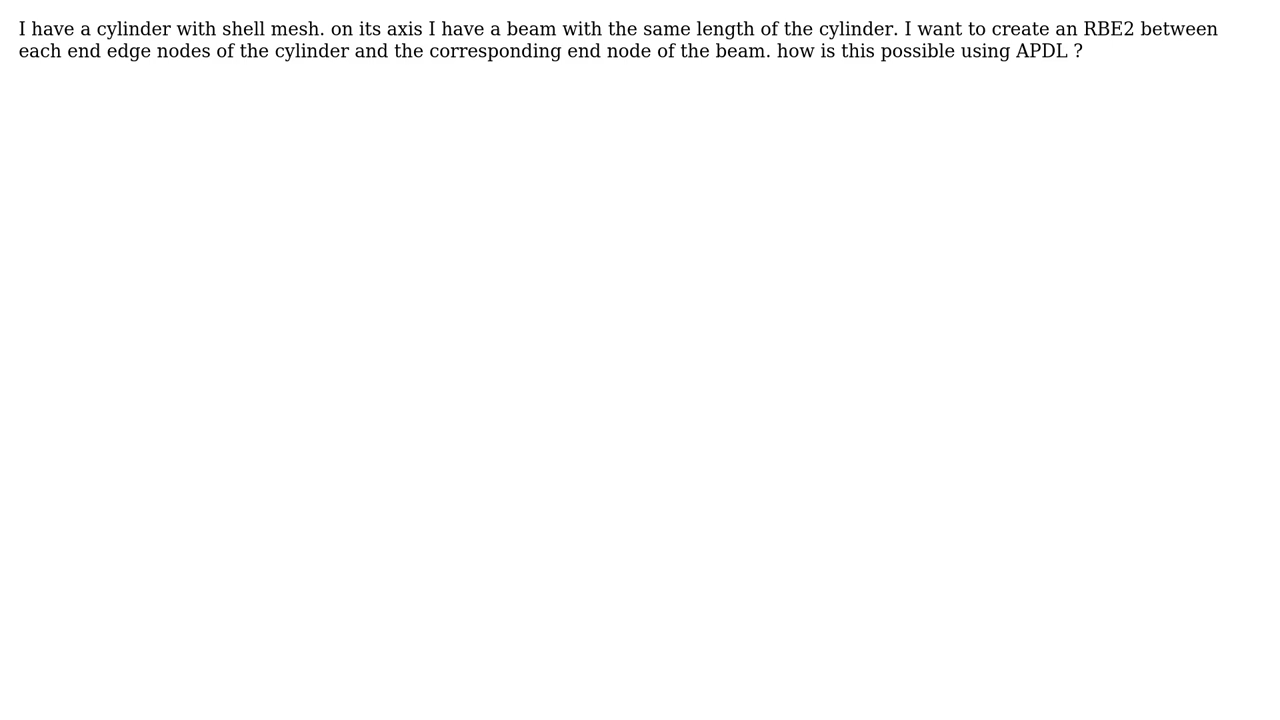 I have a cylinder with shell mesh. on its axis I have a beam with the same length of the cylinder. I want to create an RBE2 between
each end edge nodes of the cylinder and the corresponding end node of the beam. how is this possible using APDL ?